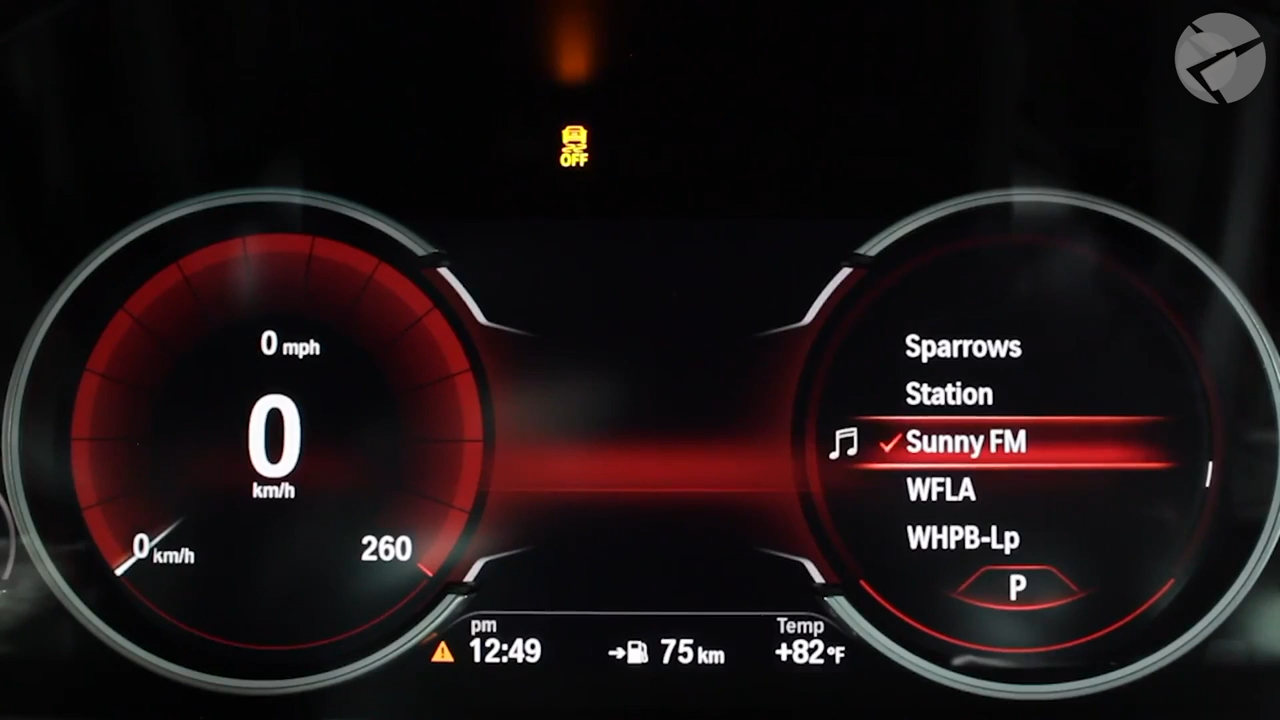 OFF
0 mph
0
km/h
0 km/h
260
Sparrows
Station
Sunny FM
WFLA
WHPB-Lp
P
pm
12:49
75 km
Temp
+82°F